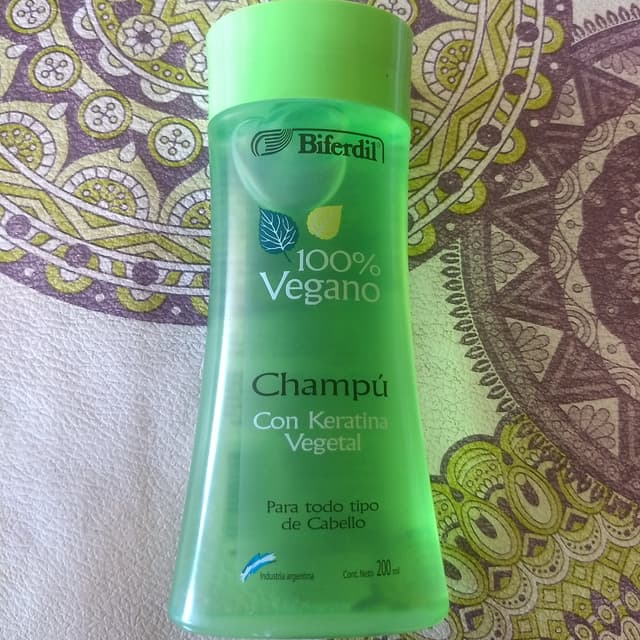 Biferdil
100%
Vegano
Champú
Con Keratina
Vegetal
Para todo tipo
de Cabello
Industria argentina
Cont. Neto 200 ml